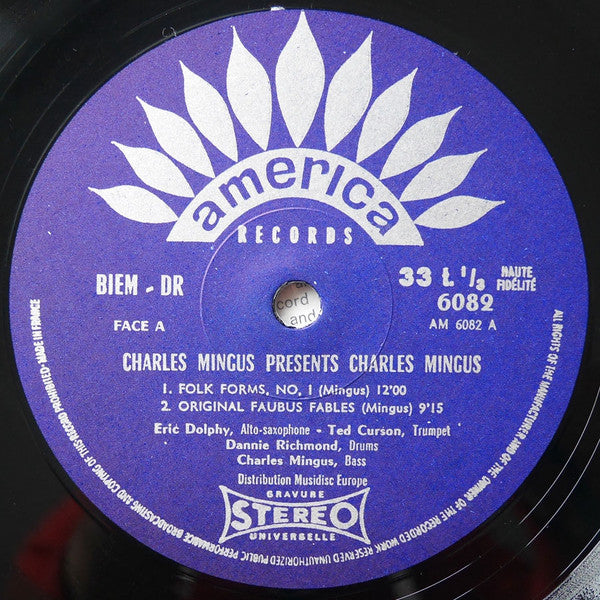 america
RECORDS
BIEM - DR
33 t. 1/3 HAUTE FIDÉLITÉ
6082
FACE A
AM 6082 A
CHARLES MINGUS PRESENTS CHARLES MINGUS
1. FOLK FORMS, NO. 1 (Mingus) 12'00
2. ORIGINAL FAUBUS FABLES (Mingus) 9'15
Eric Dolphy, Alto-saxophone - Ted Curson, Trumpet
Dannie Richmond, Drums
Charles Mingus, Bass
Distribution Musidisc Europe
GRAVURE
STEREO
UNIVERSELLE
ALL RIGHTS OF THE MANUFACTURER AND OF THE OWNER OF THE RECORDED WORK RESERVED UNAUTHORIZED PUBLIC PERFORMANCE BROADCASTING AND COPYING OF THIS RECORD PROHIBITED - MADE IN FRANCE
cord
and